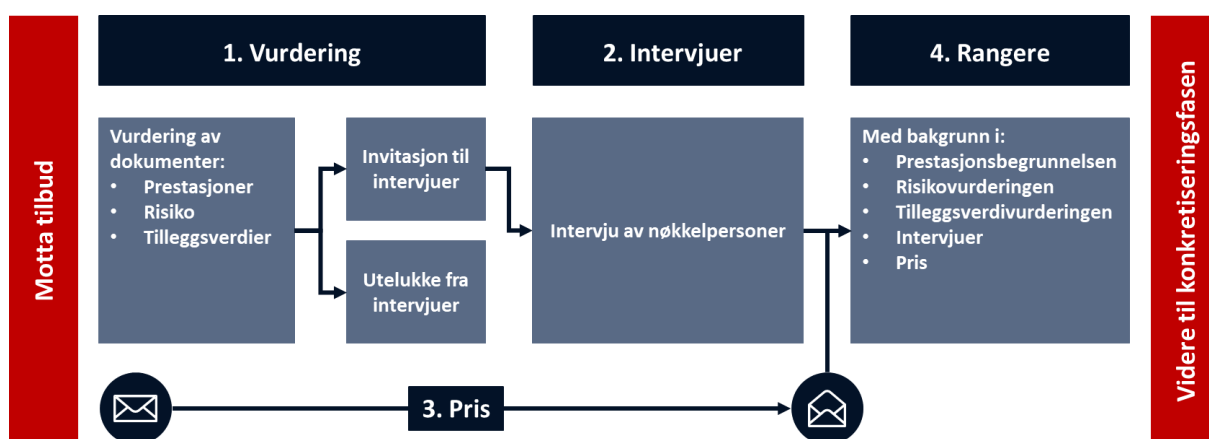 Motta tilbud
1. Vurdering
2. Intervjuer
4. Rangere
Vurdering av
dokumenter:
• Prestasjoner
• Risiko
• Tilleggsverdier
Invitasjon til
intervjuer
Utelukke fra
intervjuer
Intervju av nøkkelpersoner
Med bakgrunn i:
• Prestasjonsbegrunnelsen
• Risikovurderingen
• Tilleggsverdivurderingen
• Intervjuer
• Pris
3. Pris
Videre til konkretiseringsfasen